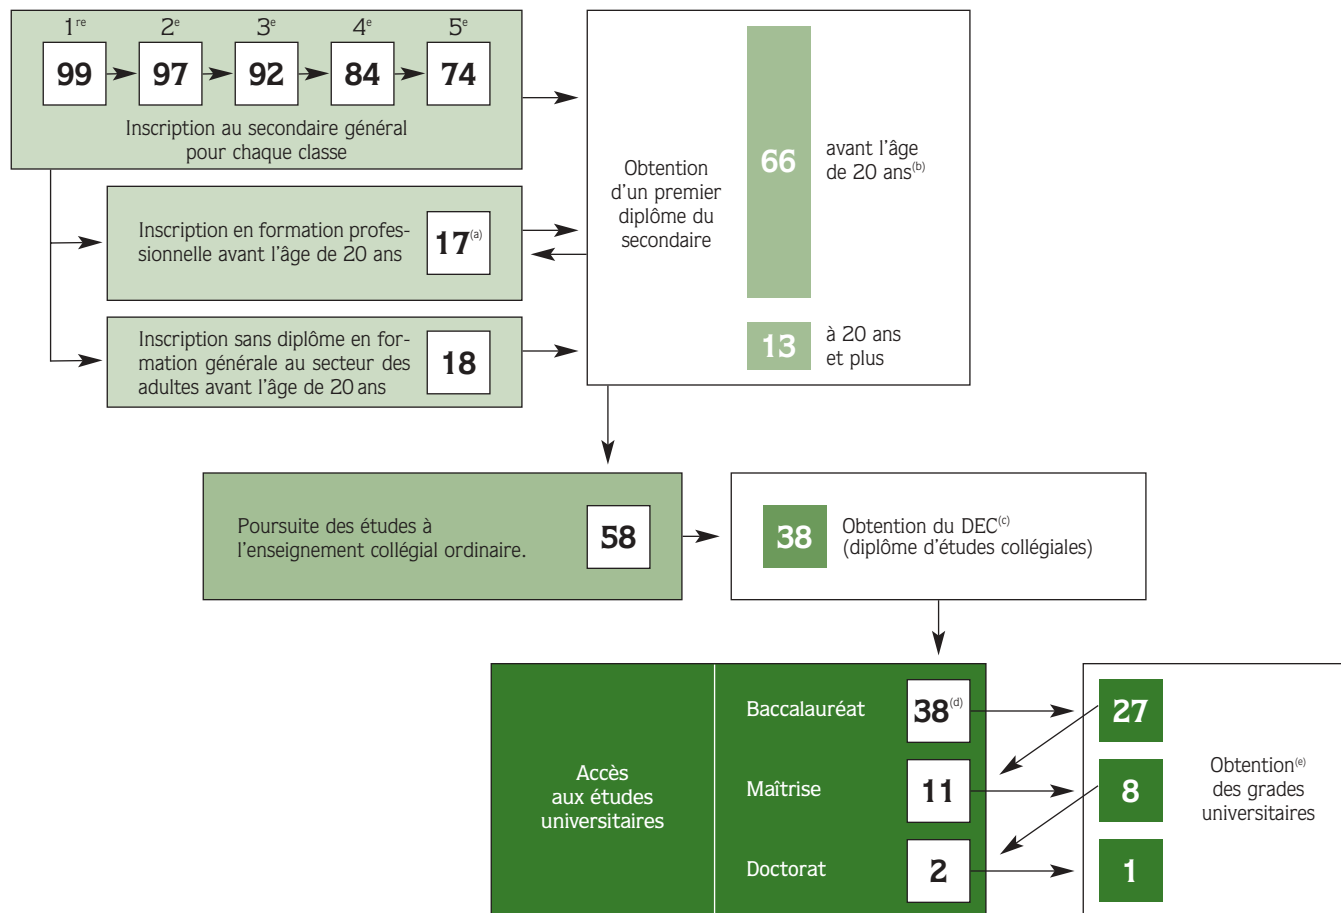 1re 2e 3e 4e 5e
99 97 92 84 74
Inscription au secondaire général
pour chaque classe
Inscription en formation profes-
sionnelle avant l'âge de 20 ans
17(a)
Inscription sans diplôme en for-
mation générale au secteur des
adultes avant l'âge de 20 ans
18
Obtention
d'un premier
diplôme du
secondaire
66
avant l'âge
de 20 ans(b)
13
à 20 ans
et plus
Poursuite des études à
l'enseignement collégial ordinaire.
58
38
Obtention du DEC(c)
(diplôme d'études collégiales)
Accès
aux études
universitaires
Baccalauréat
38(d)
27
Maîtrise
11
8
Doctorat
2
1
Obtention(e)
des grades
universitaires